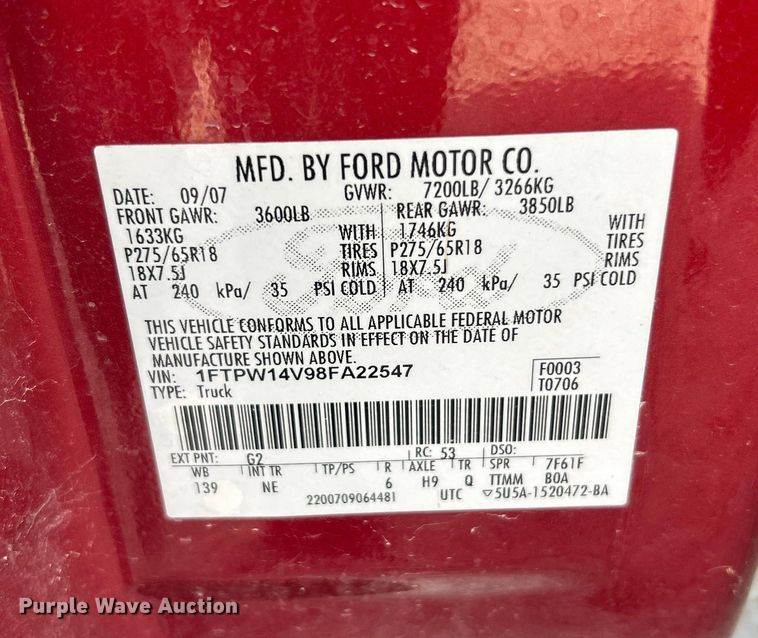 MFD. BY FORD MOTOR CO.
DATE: 09/07 GVWR: 7200LB/ 3266KG
FRONT GAWR: 3600LB REAR GAWR: 3850LB
1633KG WITH 1746KG WITH
P275/65R18 TIRES P275/65R18 TIRES
18X7.5J RIMS 18X7.5J RIMS
AT 240 kPa/ 35 PSI COLD AT 240 kPa/ 35 PSI COLD
THIS VEHICLE CONFORMS TO ALL APPLICABLE FEDERAL MOTOR
VEHICLE SAFETY STANDARDS IN EFFECT ON THE DATE OF
MANUFACTURE SHOWN ABOVE.
VIN: 1FTPW14V98FA22547 F0003
TYPE: Truck T0706
EXT PNT: G2 RC: 53 DSO:
WB INT TR TP/PS R AXLE TR SPR 7F61F
139 NE 6 H9 Q TTMM BOA
2200709064481 UTC ▽5U5A-1520472-BA
Ford
Purple Wave Auction